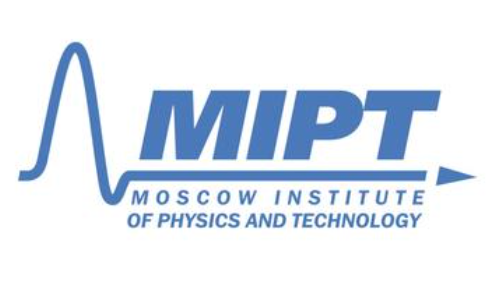 MIPT
MOSCOW INSTITUTE
OF PHYSICS AND TECHNOLOGY